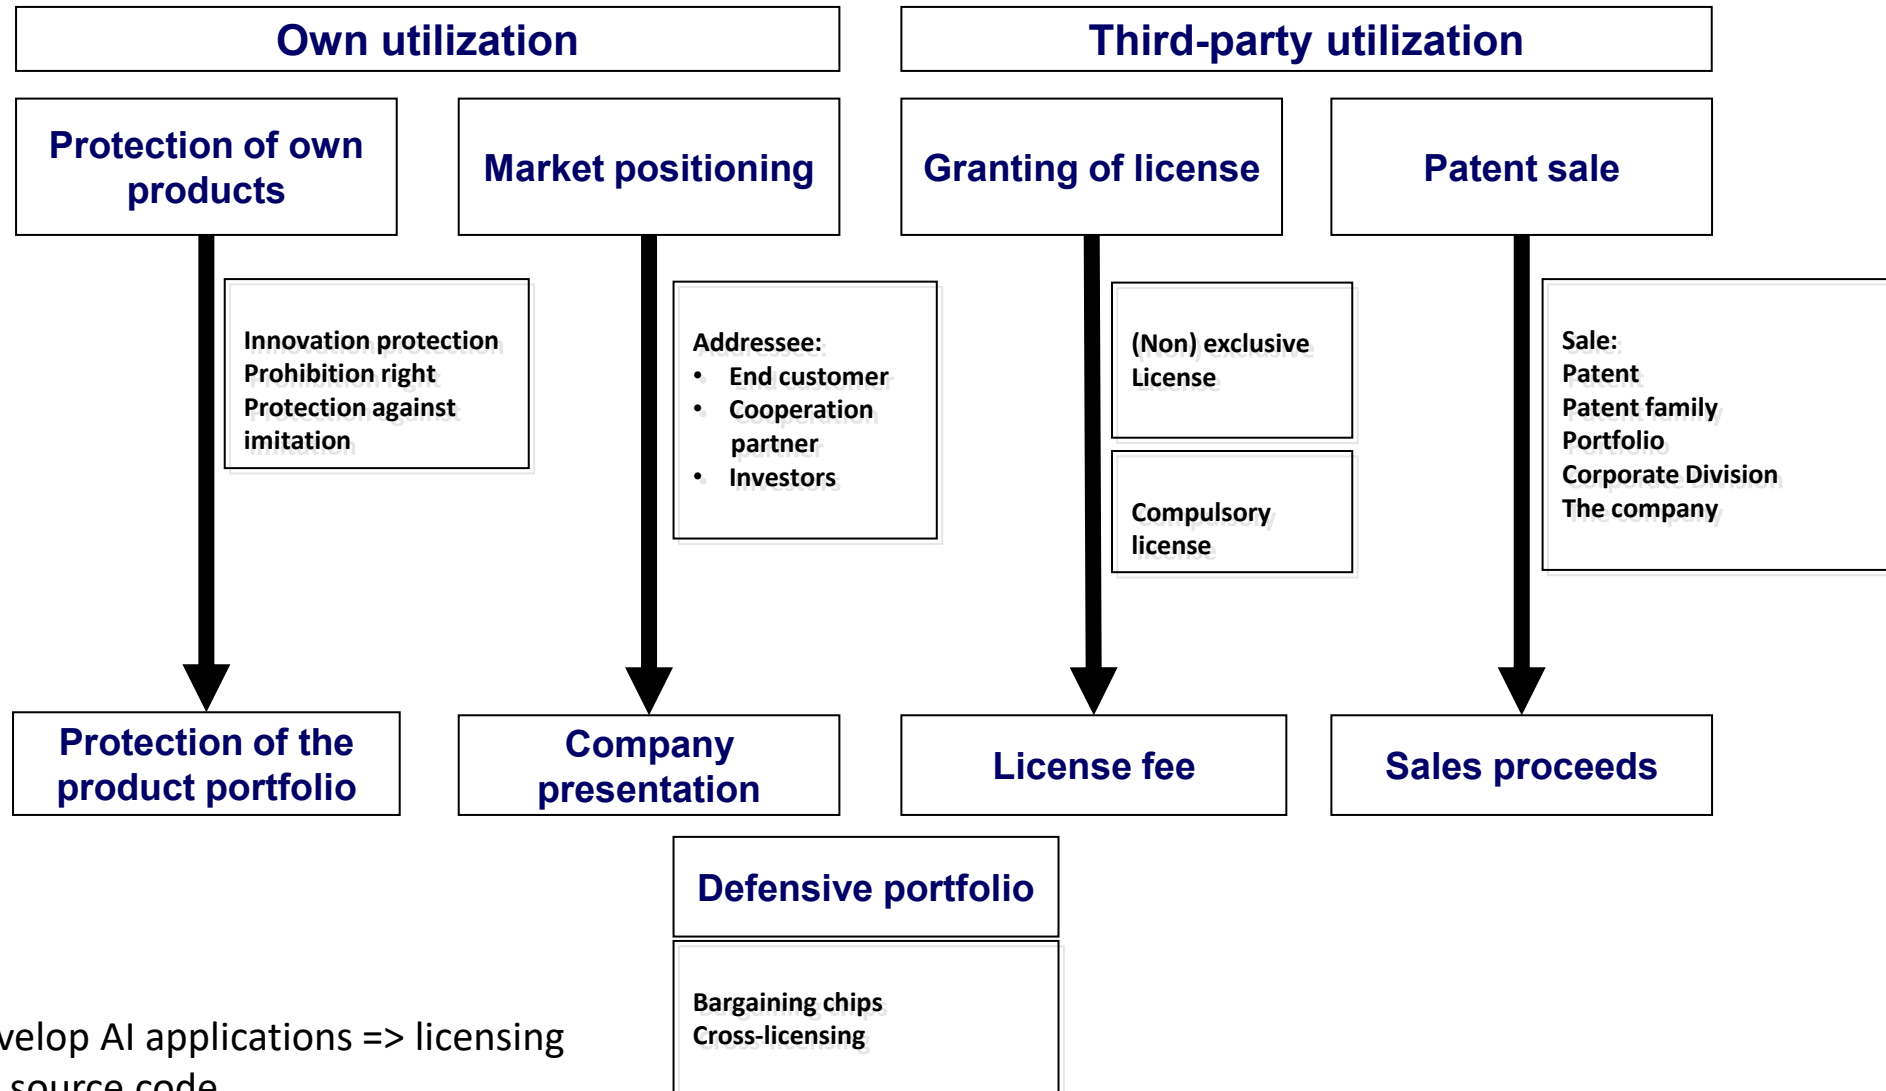 Own utilization
Third-party utilization
Protection of own
products
Market positioning
Granting of license
Patent sale
Innovation protection
Prohibition right
Protection against
imitation
Addressee:
• End customer
• Cooperation
partner
• Investors
(Non) exclusive
License
Compulsory
license
Sale:
Patent
Patent family
Portfolio
Corporate Division
The company
Protection of the
product portfolio
Company
presentation
License fee
Sales proceeds
Defensive portfolio
Bargaining chips
Cross-licensing
velop AI applications => licensing
source code